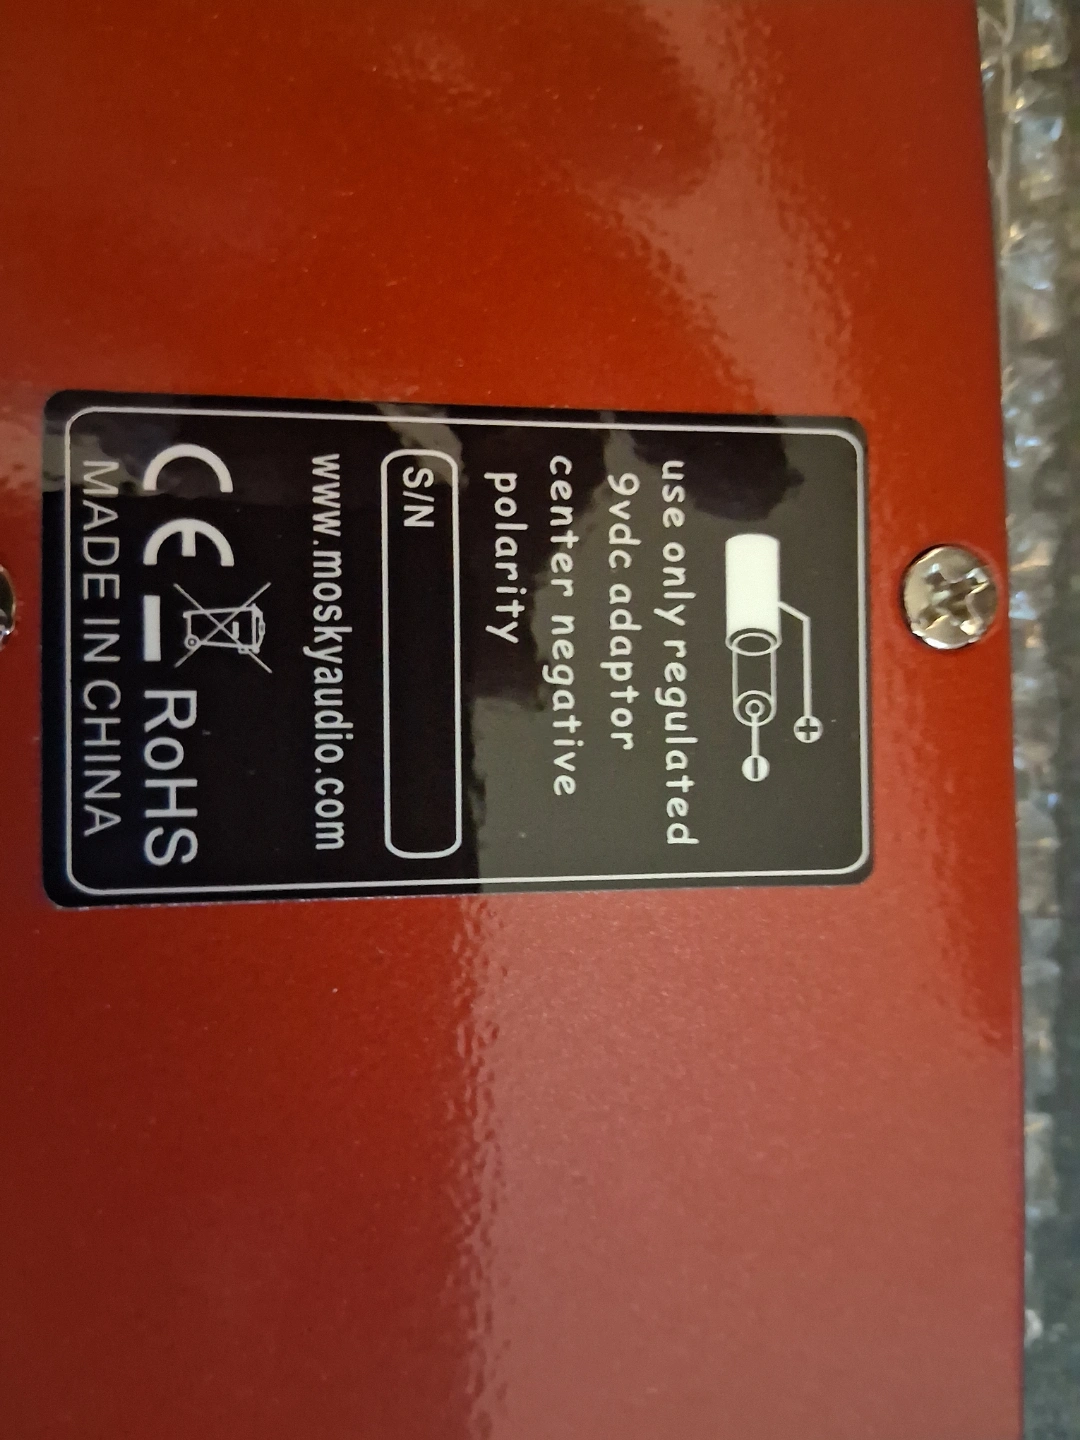 use only regulated
9vdc adaptor
center negative
polarity
S/N
www.moskyaudio.com
CE RoHS
MADE IN CHINA